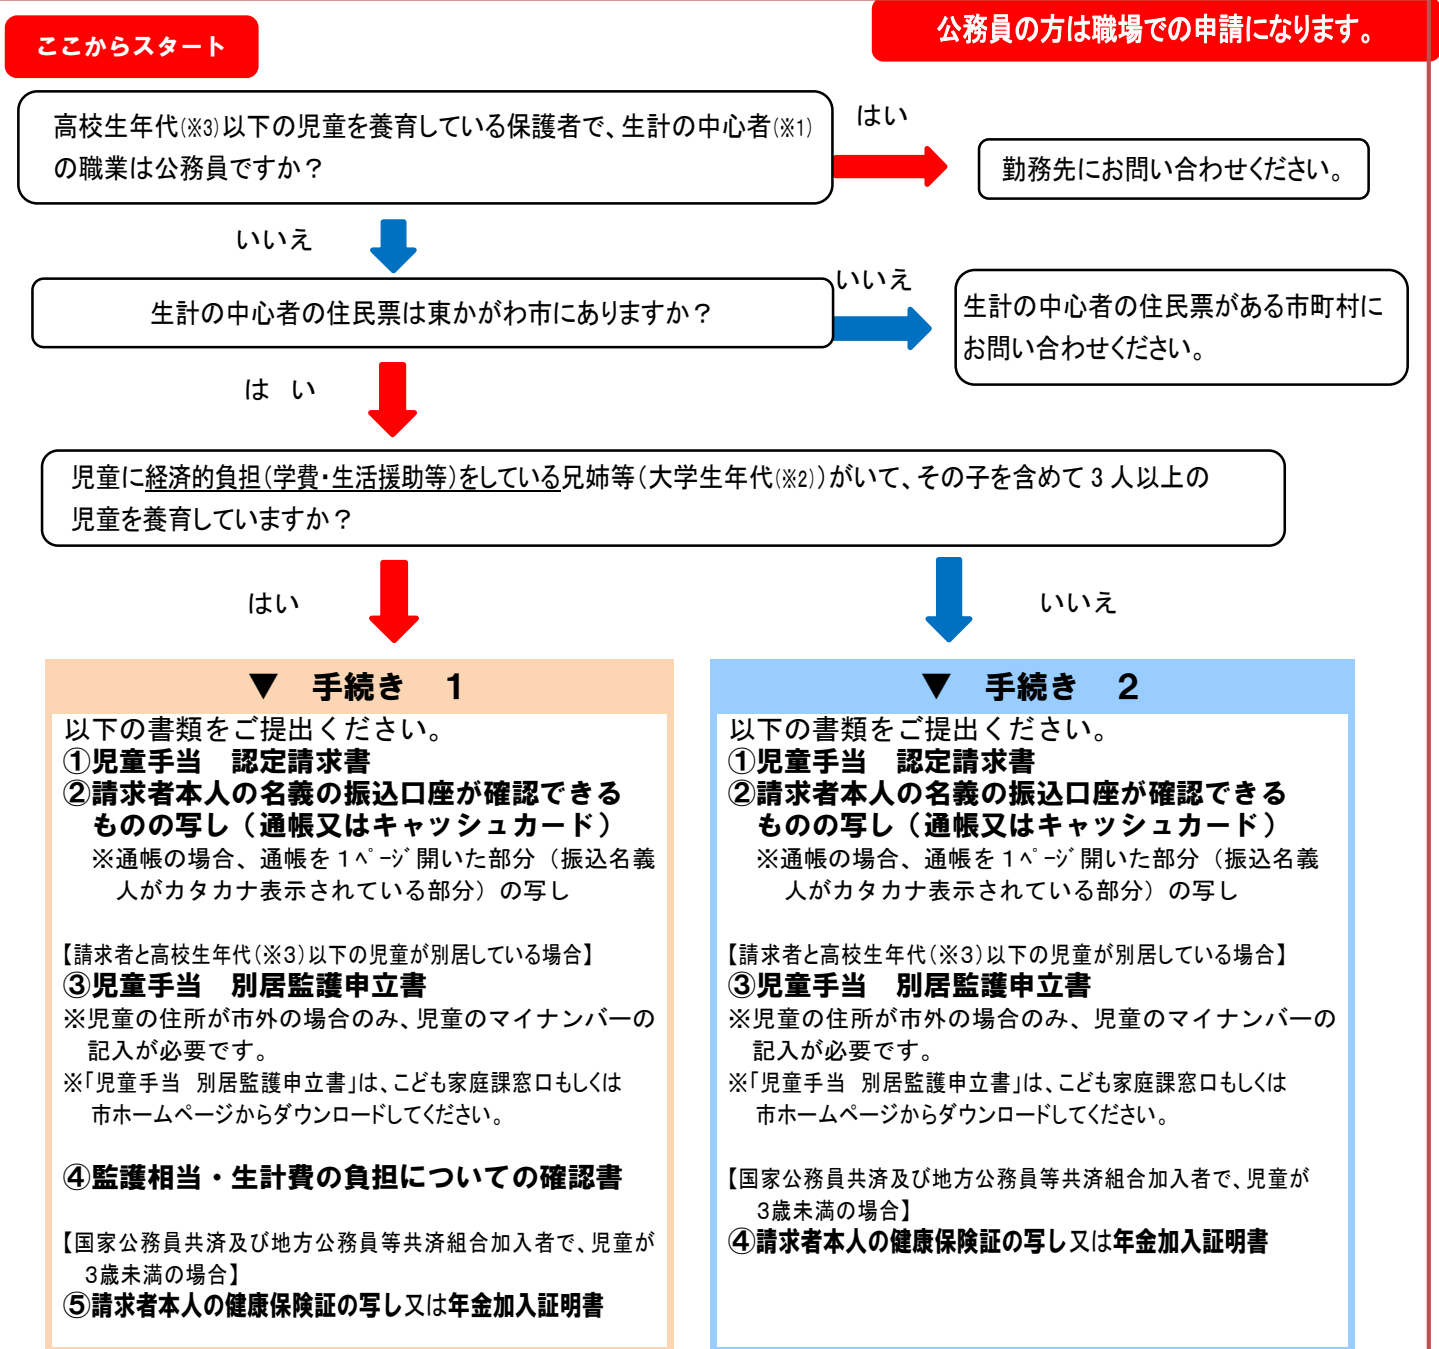 ここからスタート
公務員の方は職場での申請になります。
高校生年代(※3)以下の児童を養育している保護者で、生計の中心者(※1)
の職業は公務員ですか？
はい
勤務先にお問い合わせください。
いいえ
生計の中心者の住民票は東かがわ市にありますか？
いいえ
生計の中心者の住民票がある市町村に
お問い合わせください。
は　い
児童に経済的負担(学費・生活援助等)をしている兄姉等(大学生年代(※2))がいて、その子を含めて３人以上の
児童を養育していますか？
はい
いいえ
▼　手続き　１
以下の書類をご提出ください。
①児童手当　認定請求書
②請求者本人の名義の振込口座が確認できる
ものの写し（通帳又はキャッシュカード）
※通帳の場合、通帳を１ﾍﾟｰｼﾞ開いた部分（振込名義
人がカタカナ表示されている部分）の写し
【請求者と高校生年代(※３)以下の児童が別居している場合】
③児童手当　別居監護申立書
※児童の住所が市外の場合のみ、児童のマイナンバーの
記入が必要です。
※「児童手当　別居監護申立書」は、こども家庭課窓口もしくは
市ホームページからダウンロードしてください。
④監護相当・生計費の負担についての確認書
【国家公務員共済及び地方公務員等共済組合加入者で、児童が
３歳未満の場合】
⑤請求者本人の健康保険証の写し又は年金加入証明書
▼　手続き　２
以下の書類をご提出ください。
①児童手当　認定請求書
②請求者本人の名義の振込口座が確認できる
ものの写し（通帳又はキャッシュカード）
※通帳の場合、通帳を１ﾍﾟｰｼﾞ開いた部分（振込名義
人がカタカナ表示されている部分）の写し
【請求者と高校生年代(※３)以下の児童が別居している場合】
③児童手当　別居監護申立書
※児童の住所が市外の場合のみ、児童のマイナンバーの
記入が必要です。
※「児童手当　別居監護申立書」は、こども家庭課窓口もしくは
市ホームページからダウンロードしてください。
【国家公務員共済及び地方公務員等共済組合加入者で、児童が
３歳未満の場合】
④請求者本人の健康保険証の写し又は年金加入証明書